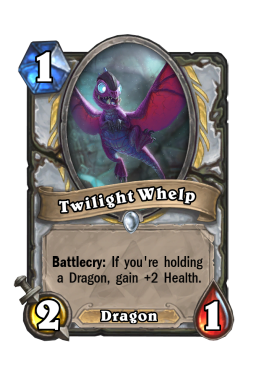 1
Twilight Whelp
Battlecry: If you're holding
a Dragon, gain +2 Health.
2
Dragon
1